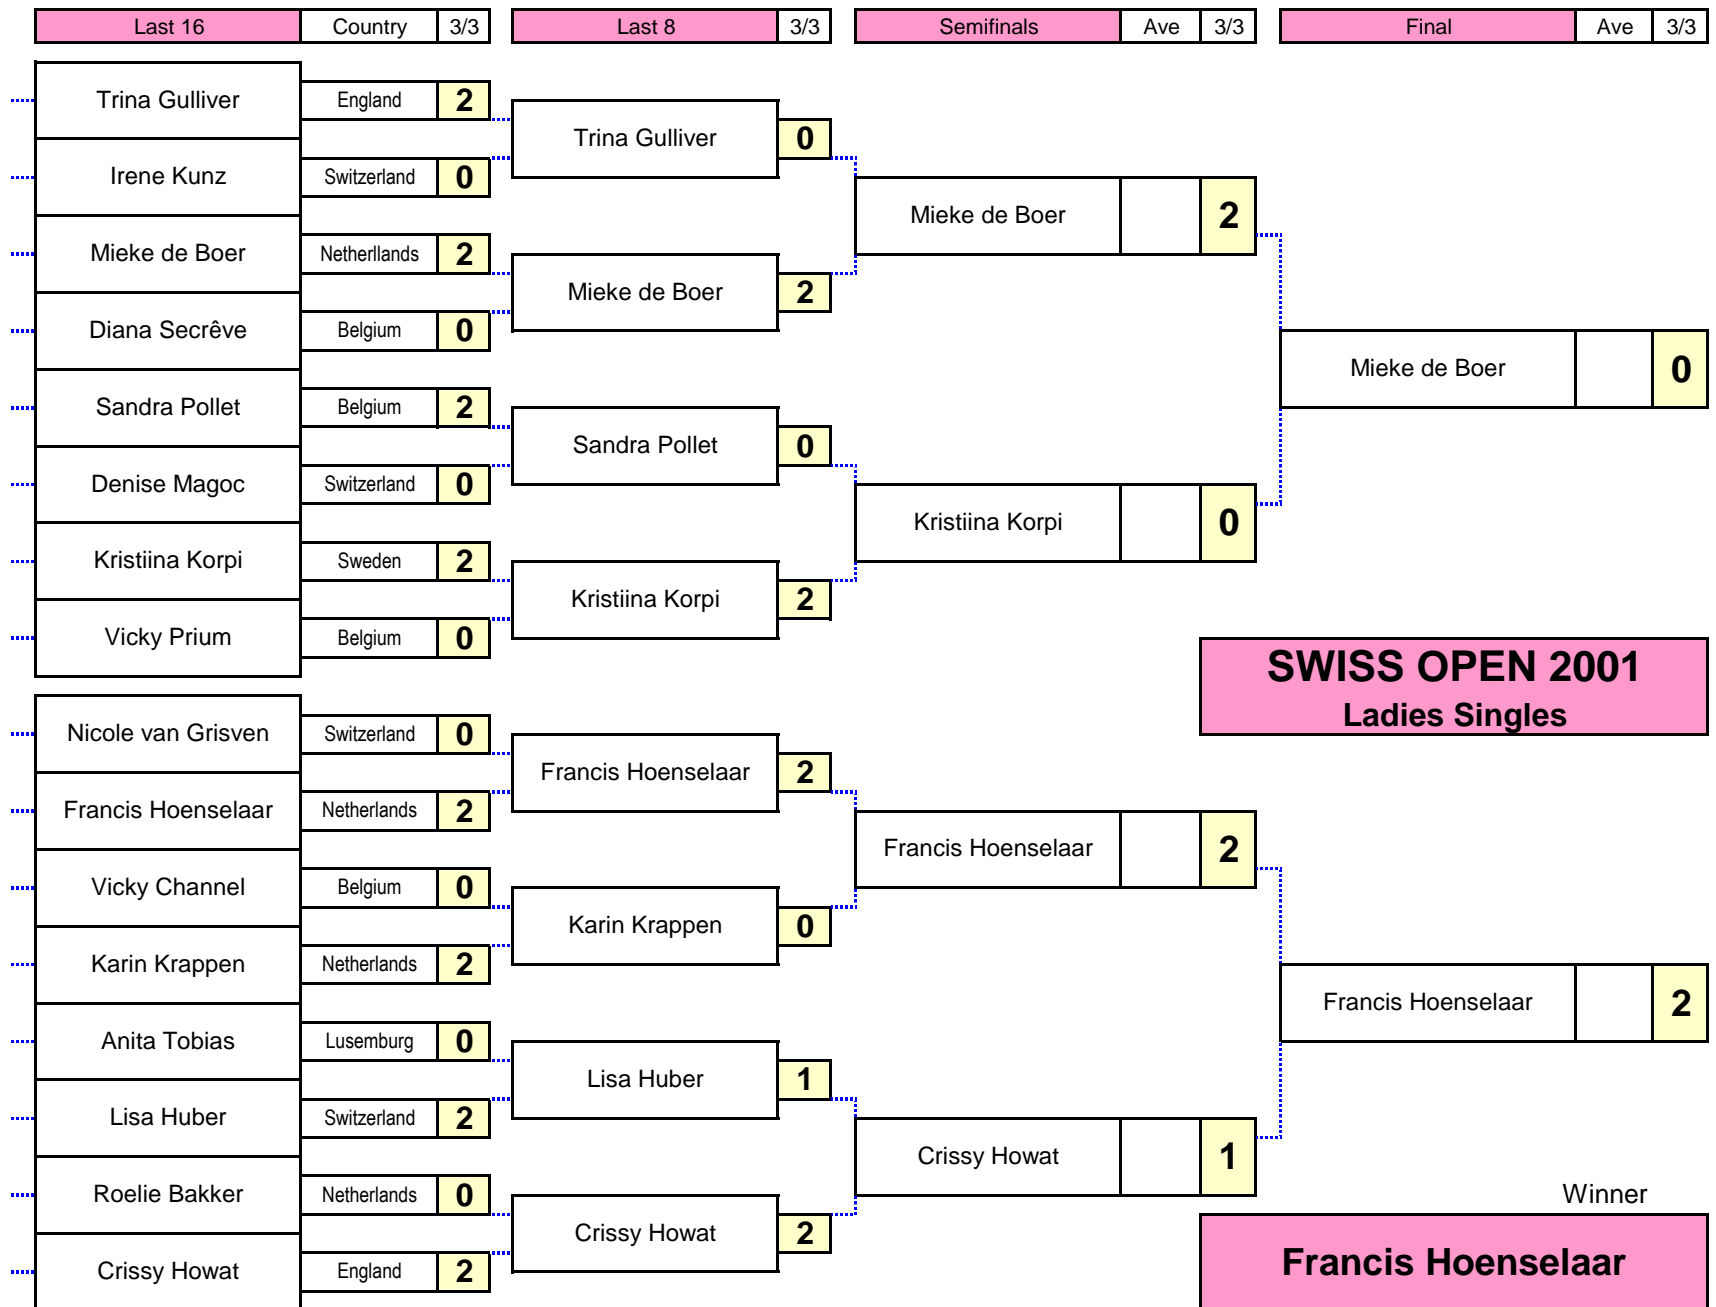 Last 16 Country 3/3 Last 8 3/3 Semifinals Ave 3/3 Final Ave 3/3
Trina Gulliver England 2
Trina Gulliver 0
Irene Kunz Switzerland 0
Mieke de Boer 2
Mieke de Boer Netherllands 2
Mieke de Boer 2
Diana Secrêve Belgium 0
Mieke de Boer 0
Sandra Pollet Belgium 2
Sandra Pollet 0
Denise Magoc Switzerland 0
Kristiina Korpi 0
Kristiina Korpi Sweden 2
Kristiina Korpi 2
Vicky Prium Belgium 0
SWISS OPEN 2001
Ladies Singles
Nicole van Grisven Switzerland 0
Francis Hoenselaar 2
Francis Hoenselaar Netherlands 2
Francis Hoenselaar 2
Vicky Channel Belgium 0
Karin Krappen 0
Karin Krappen Netherlands 2
Francis Hoenselaar 2
Anita Tobias Lusemburg 0
Lisa Huber 1
Lisa Huber Switzerland 2
Crissy Howat 1
Roelie Bakker Netherlands 0
Winner
Crissy Howat 2
Crissy Howat England 2
Francis Hoenselaar